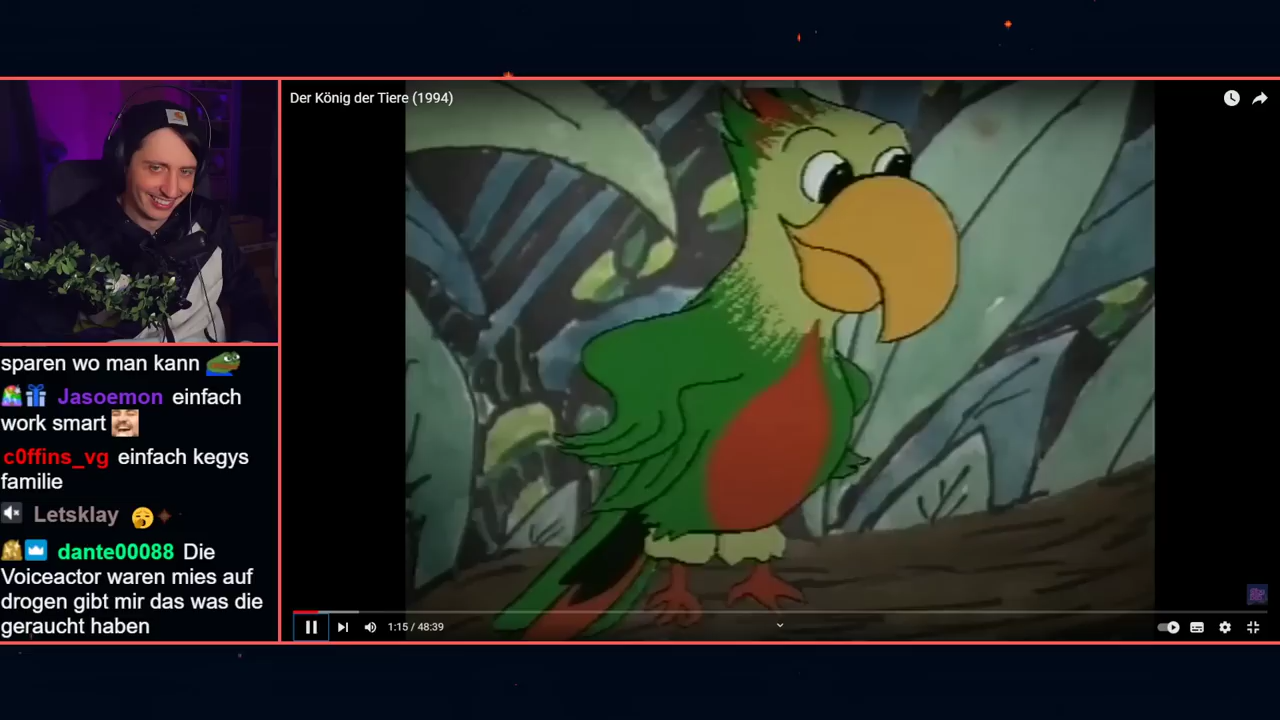 Der König der Tiere (1994)
sparen wo man kann
Jasoemon einfach
work smart
c0ffins_vg einfach kegys
familie
Letsklay
dante00088 Die
Voiceactor waren mies auf
drogen gibt mir das was die
geraucht haben
1:15 / 48:39